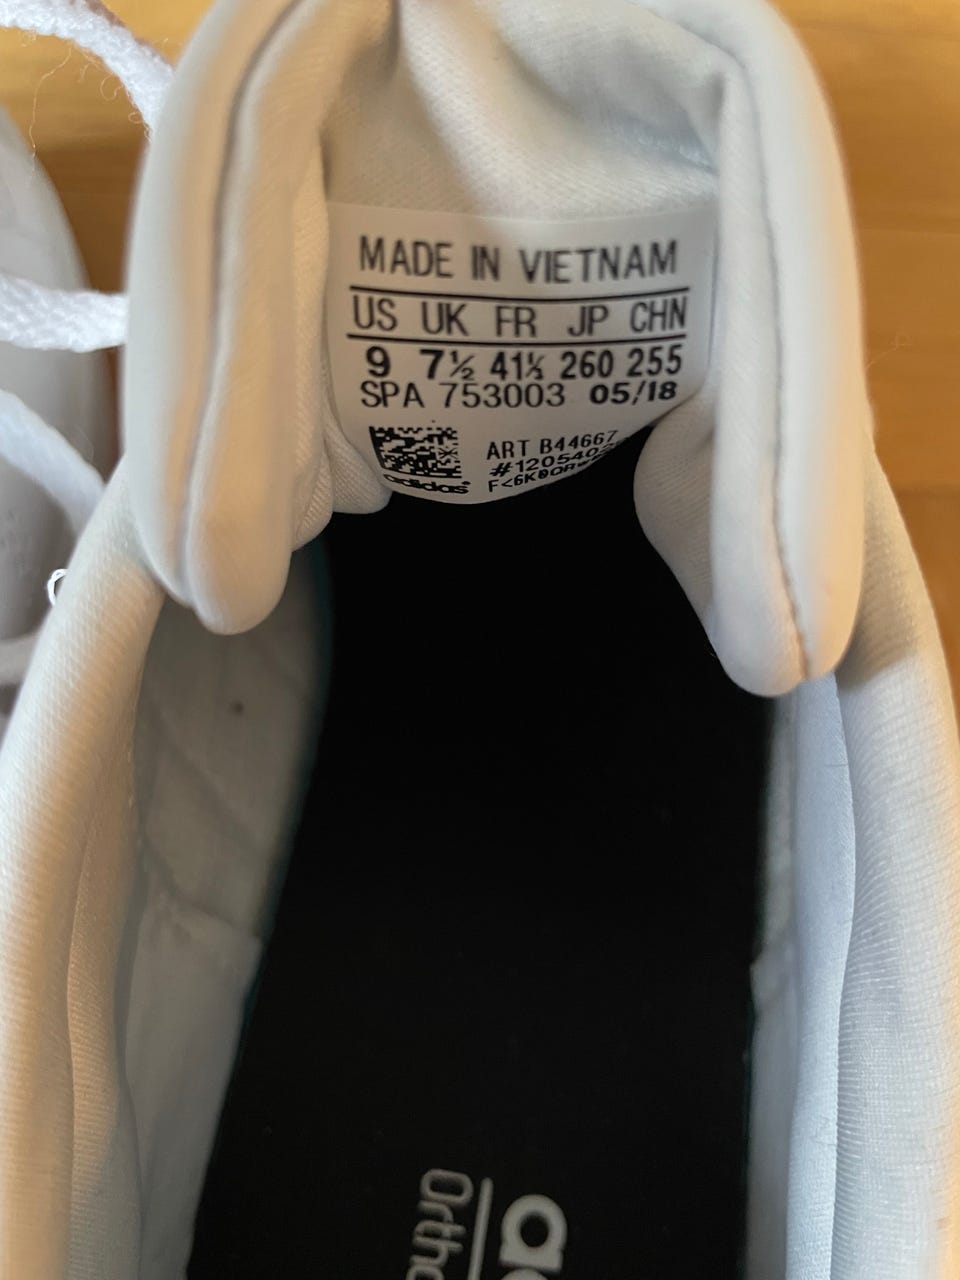 MADE IN VIETNAM
US UK FR JP CHN
9 7½ 41⅓ 260 255
SPA 753003 05/18
ART B44667
adidas